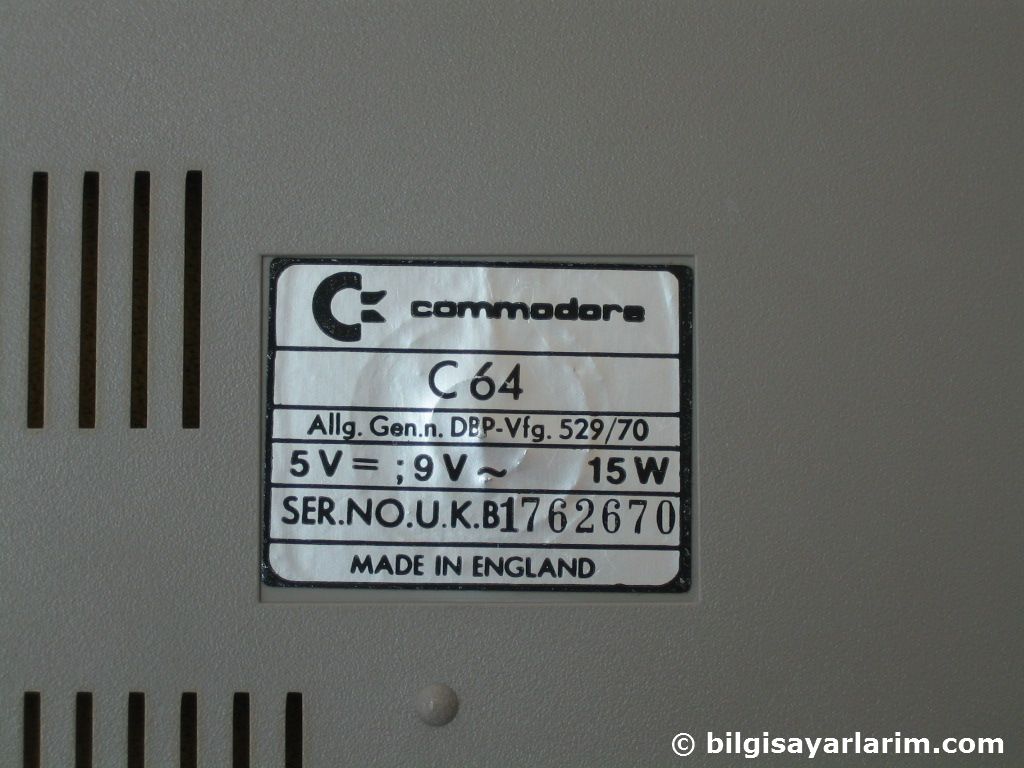 commodore
C 64
Allg. Gen.n. DBP-Vfg. 529/70
5 V = ; 9 V ~ 15 W
SER.NO.U.K.B1762670
MADE IN ENGLAND
© bilgisayarlarim.com